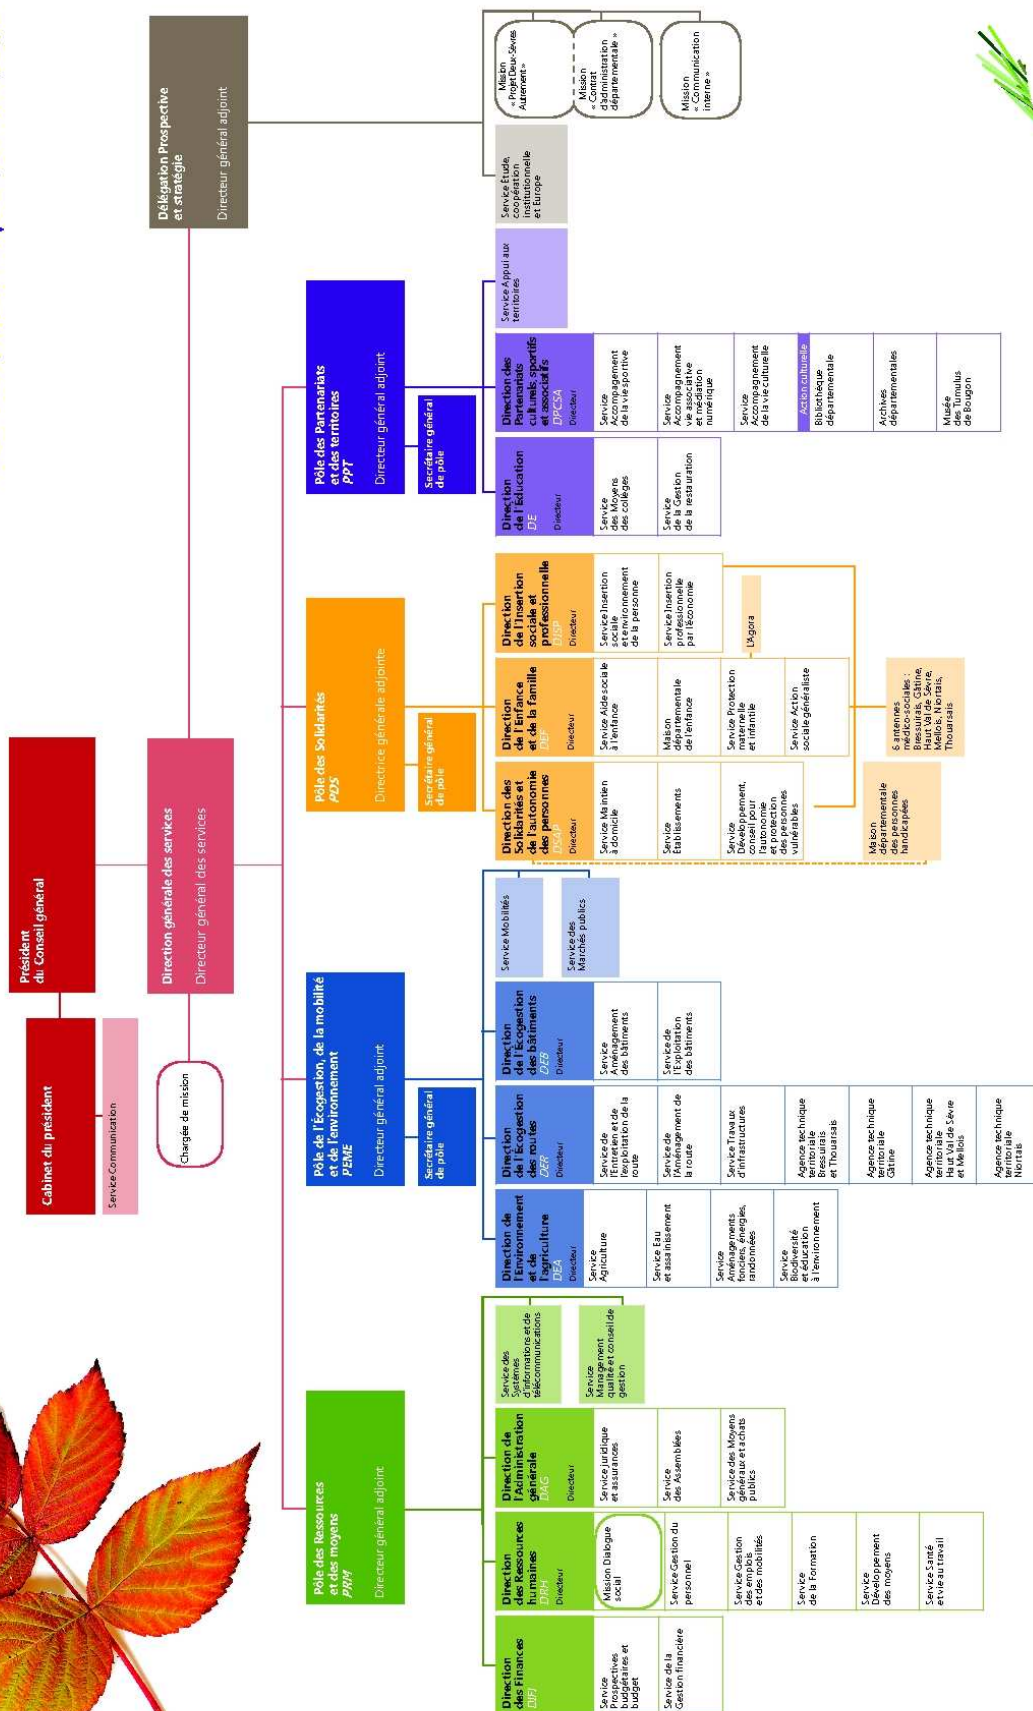 Président
du Conseil général
Cabinet du président
Service Communication
Direction générale des services
Directeur général des services
Chargée de mission
Délégation Prospective
et stratégie
Directeur général adjoint
Service Étude,
coopération
institutionnelle
et Europe
Mission
« Projet Deux-Sèvres
Autrement »
Mission
« Contrat
d'administration
départementale »
Mission
« Communication
interne »
Pôle des Ressources
et des moyens
PRM
Directeur général adjoint
Direction
des Finances
DIFI
Service
Prospectives
budgétaires et
budget
Service de la
Gestion financière
Direction
des Ressources
humaines
DRH
Directeur
Mission Dialogue
social
Service Gestion du
personnel
Service Gestion
des emplois
et des mobilités
Service
de la Formation
Service
Développement
des moyens
Service Santé
et vie au travail
Direction de
l'Administration
générale
DAG
Directeur
Service juridique
et assurances
Service
des Assemblées
Service des Moyens
généraux et achats
publics
Service des
Systèmes
d'informations et de
télécommunications
Service
Management
qualité et conseil de
gestion
Pôle de l'Écogestion, de la mobilité
et de l'environnement
PEME
Directeur général adjoint
Secrétaire général
de pôle
Direction de
l'Environnement
et de
l'agriculture
DEA
Directeur
Service
Agriculture
Service Eau
et assainissement
Service
Aménagements
fonciers, énergies,
randonnées
Service
Biodiversité
et éducation
à l'environnement
Direction
de l'Écogestion
des routes
DER
Directeur
Service de
l'Entretien et de
l'exploitation de la
route
Service de
l'Aménagement de
la route
Service Travaux
d'infrastructures
Agence technique
territoriale
Bressuirais
et Thouarsais
Agence technique
territoriale
Gâtine
Agence technique
territoriale
Haut Val de Sèvre
et Mellois
Agence technique
territoriale
Niortais
Direction
de l'Écogestion
des bâtiments
DEB
Directeur
Service
Aménagement
des bâtiments
Service de
l'Exploitation
des bâtiments
Service Mobilités
Service des
Marchés publics
Pôle des Solidarités
PDS
Directrice générale adjointe
Secrétaire général
de pôle
Direction des
Solidarités et
de l'autonomie
des personnes
DSAP
Directeur
Service Maintien
à domicile
Service
Établissements
Service
Développement,
conseil pour
l'autonomie
et protection
des personnes
vulnérables
Maison
départementale
des personnes
handicapées
Direction
de l'Enfance
et de la famille
DEF
Directeur
Service Aide sociale
à l'enfance
Maison
départementale
de l'enfance
Service Protection
maternelle
et infantile
Service Action
sociale généraliste
Direction
de l'Insertion
sociale et
professionnelle
DISP
Directeur
Service Insertion
sociale
et environnement
de la personne
Service Insertion
professionnelle
par l'économie
L'Agora
6 antennes
médico-sociales :
Bressuirais, Gâtine,
Haut Val de Sèvre,
Mellois, Niortais,
Thouarsais
Pôle des Partenariats
et des territoires
PPT
Directeur général adjoint
Secrétaire général
de pôle
Direction
de l'Éducation
DE
Directeur
Service
des Moyens
des collèges
Service
de la Gestion
de la restauration
Direction des
Partenariats
culturels, sportifs
et associatifs
DPCSA
Directeur
Service
Accompagement
de la vie sportive
Service
Accompagnement
vie associative
et médiation
numérique
Service
Accompagnement
de la vie culturelle
Action culturelle
Bibliothèque
départementale
Archives
départementales
Musée
des Tumulus
de Bougon
Service Appui aux
territoires